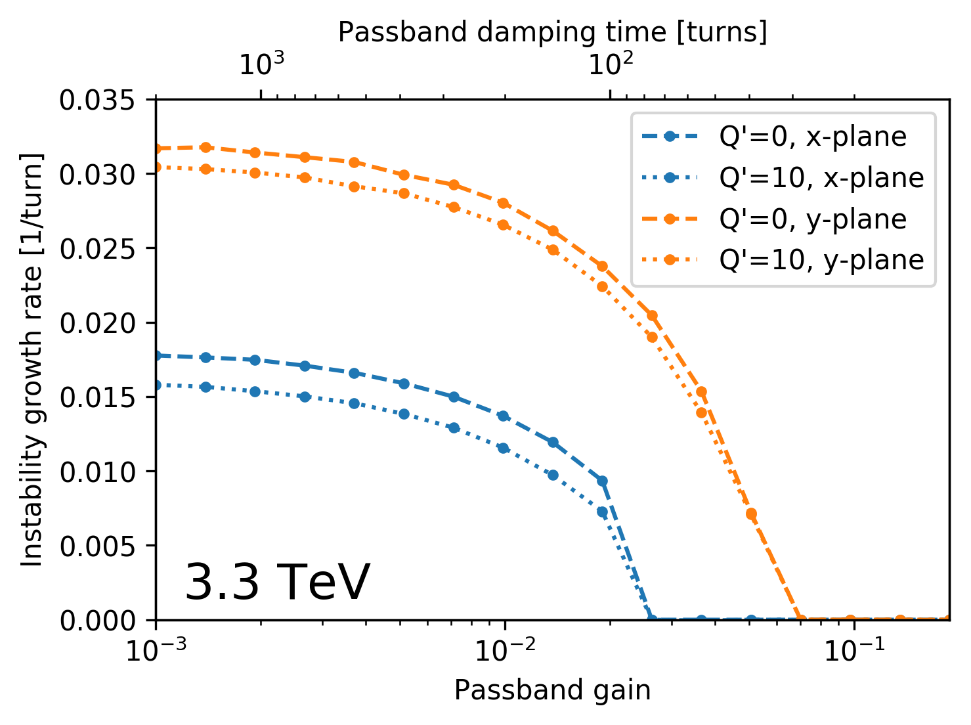 Passband damping time [turns]
10³ 10²
0.035
0.030
0.025
0.020
0.015
0.010
0.005
0.000
Instability growth rate [1/turn]
Q'=0, x-plane
Q'=10, x-plane
Q'=0, y-plane
Q'=10, y-plane
3.3 TeV
10⁻³ 10⁻² 10⁻¹
Passband gain